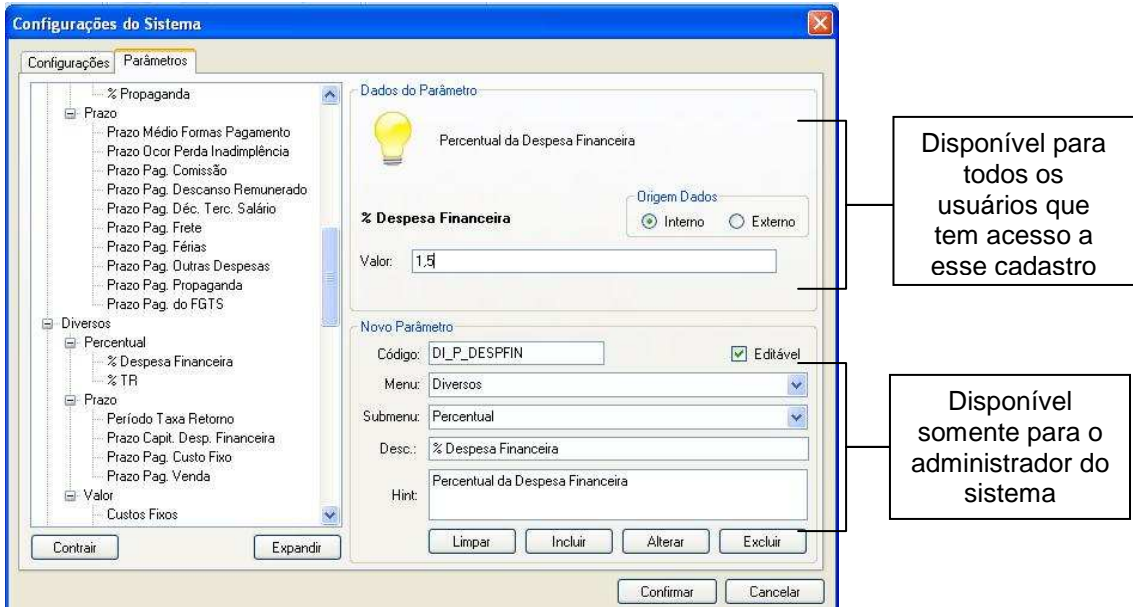 Configurações do Sistema
Configurações
Parâmetros
% Propaganda
Prazo
Prazo Médio Formas Pagamento
Prazo Ocor Perda Inadimplência
Prazo Pag. Comissão
Prazo Pag. Descanso Remunerado
Prazo Pag. Déc. Terc. Salário
Prazo Pag. Frete
Prazo Pag. Férias
Prazo Pag. Outras Despesas
Prazo Pag. Propaganda
Prazo Pag. do FGTS
Diversos
Percentual
% Despesa Financeira
% TR
Prazo
Período Taxa Retorno
Prazo Capit. Desp. Financeira
Prazo Pag. Custo Fixo
Prazo Pag. Venda
Valor
Custos Fixos
Contrair
Expandir
Dados do Parâmetro
Percentual da Despesa Financeira
Origem Dados
% Despesa Financeira
Interno
Externo
Valor: 1,5
Novo Parâmetro
Código: DI_P_DESPFIN
Editável
Menu: Diversos
Submenu: Percentual
Desc.: % Despesa Financeira
Hint: Percentual da Despesa Financeira
Limpar
Incluir
Alterar
Excluir
Confirmar
Cancelar
Disponível para
todos os
usuários que
tem acesso a
esse cadastro
Disponível
somente para o
administrador do
sistema